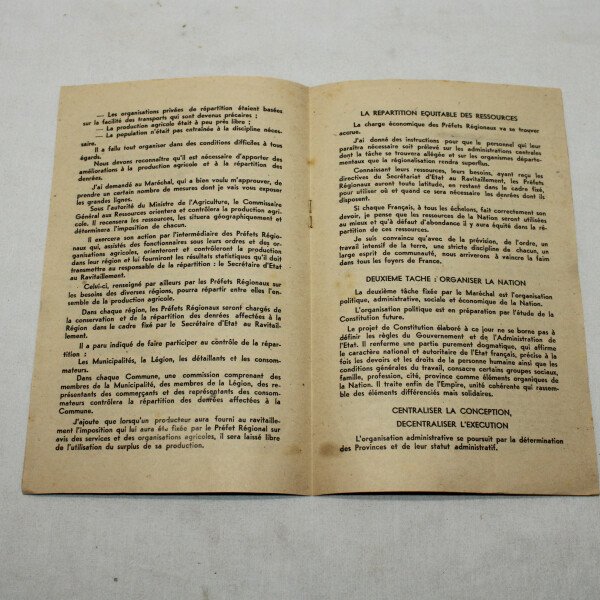 — Les organisations privées de répartition étaient basées
sur la facilité des transports qui sont devenus précaires ;
— La production agricole était à peu près libre ;
— La population n'était pas entraînée à la discipline néces-
saire.
Il a fallu tout organiser dans des conditions difficiles à tous
égards.
Nous devons reconnaître qu'il est nécessaire d'apporter des
améliorations à la production agricole et à la répartition des
denrées.
J'ai demandé au Maréchal, qui a bien voulu m'approuver, de
prendre un certain nombre de mesures dont je vais vous exposer
les grandes lignes.
Sous l'autorité du Ministre de l'Agriculture, le Commissaire
Général aux Ressources orientera et contrôlera la production agri-
cole. Il recensera les ressources, les situera géographiquement et
déterminera l'imposition de chacun.
Il exercera son action par l'intermédiaire des Préfets Régio-
naux qui, assistés des fonctionnaires sous leurs ordres et des or-
ganisations agricoles, orienteront et contrôleront la production
dans leur région et lui fourniront les résultats statistiques qu'il doit
transmettre au responsable de la répartition : le Secrétaire d'Etat
au Ravitaillement.
Celui-ci, renseigné par ailleurs par les Préfets Régionaux sur
les besoins des diverses régions, pourra répartir entre elles l'en-
semble de la production agricole.
Dans chaque région, les Préfets Régionaux seront chargés de
la conservation et de la répartition des denrées affectées à la
Région dans le cadre fixé par le Secrétaire d'Etat au Ravitail-
lement.
Il a paru indiqué de faire participer au contrôle de la répar-
tition :
Les Municipalités, la Légion, les détaillants et les consom-
mateurs.
Dans chaque Commune, une commission comprenant des
membres de la Municipalité, des membres de la Légion, des re-
présentants des commerçants et des représentants des consom-
mateurs contrôlera la répartition des denrées affectées à la
Commune.
J'ajoute que lorsqu'un producteur aura fourni au ravitaille-
ment l'imposition qui lui aura été fixée par le Préfet Régional sur
avis des services et des organisations agricoles, il sera laissé libre
de l'utilisation du surplus de sa production.
LA REPARTITION EQUITABLE DES RESSOURCES
La charge économique des Préfets Régionaux va se trouver
accrue.
J'ai donné des instructions pour que le personnel qui leur
paraîtra nécessaire soit prélevé sur les administrations centrales
dont la tâche se trouvera allégée et sur les organismes départe-
mentaux que la régionalisation rendra superflus.
Connaissant leurs ressources, leurs besoins, ayant reçu les
directives du Secrétariat d'Etat au Ravitaillement, les Préfets
Régionaux auront toute latitude, en restant dans le cadre fixé,
pour utiliser où et quand ce sera nécessaire les denrées dont ils
disposent.
Si chaque Français, à tous les échelons, fait correctement son
devoir, je pense que les ressources de la Nation seront utilisées
au mieux et qu'à défaut d'abondance il y aura équité dans la ré-
partition de ces ressources.
Je suis convaincu qu'avec de la prévision, de l'ordre, un
travail intensif de la terre, une stricte discipline de chacun, un
large esprit de communauté, nous arriverons à vaincre la faim
dans tous les foyers de France.
DEUXIEME TACHE : ORGANISER LA NATION
La deuxième tâche fixée par le Maréchal est l'organisation
politique, administrative, sociale et économique de la Nation.
L'organisation politique est en préparation par l'étude de la
Constitution future.
Le projet de Constitution élaboré à ce jour ne se borne pas à
définir les règles du Gouvernement et de l'Administration de
l'Etat. Il renferme une partie purement dogmatique, qui affirme
le caractère national et autoritaire de l'Etat français, précise à la
fois les devoirs et les droits de la personne humaine ainsi que les
conditions générales du travail, consacre certains groupes sociaux,
famille, profession, cité, province comme éléments organiques de
la Nation. Il traite enfin de l'Empire, unité cohérente qui rassem-
ble des éléments différenciés mais solidaires.
CENTRALISER LA CONCEPTION,
DECENTRALISER L'EXECUTION
L'organisation administrative se poursuit par la détermination
des Provinces et de leur statut administratif.